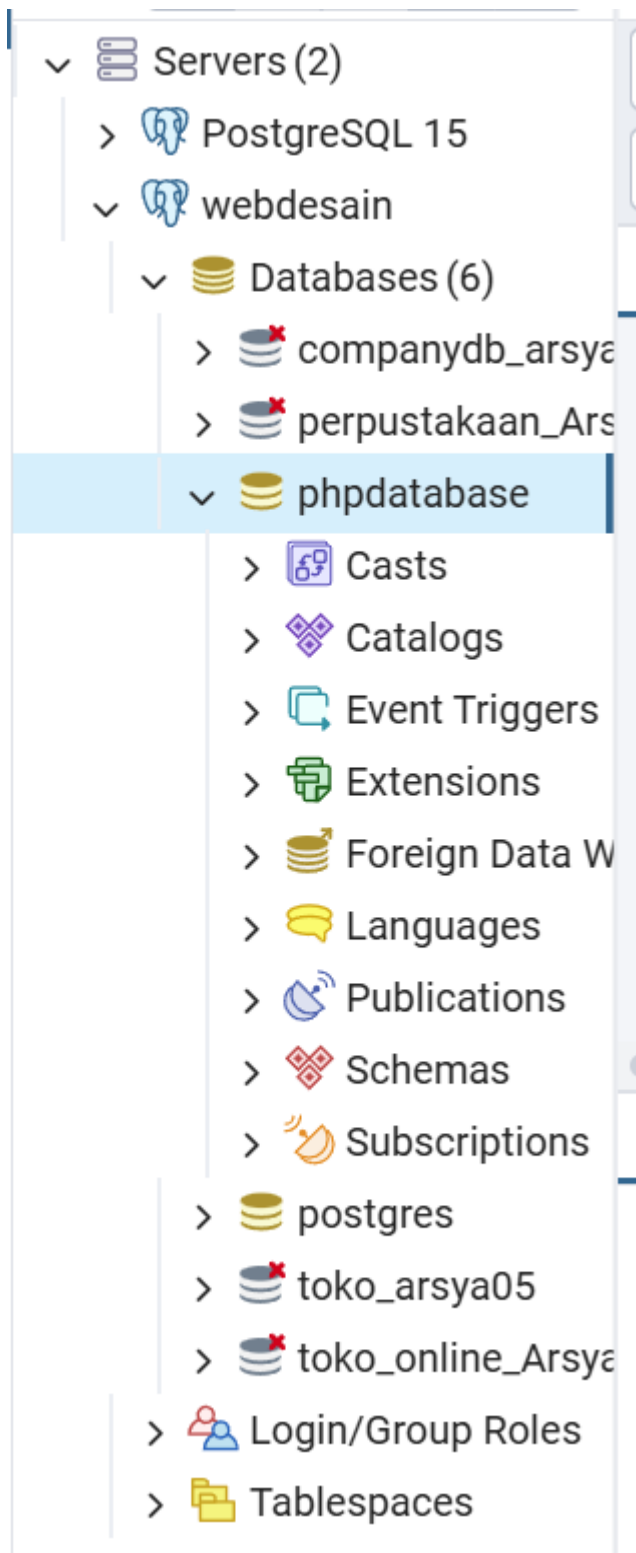 Servers (2)
PostgreSQL 15
webdesain
Databases (6)
companydb_arsya
perpustakaan_Ars
phpdatabase
Casts
Catalogs
Event Triggers
Extensions
Foreign Data W
Languages
Publications
Schemas
Subscriptions
postgres
toko_arsya05
toko_online_Arsya
Login/Group Roles
Tablespaces